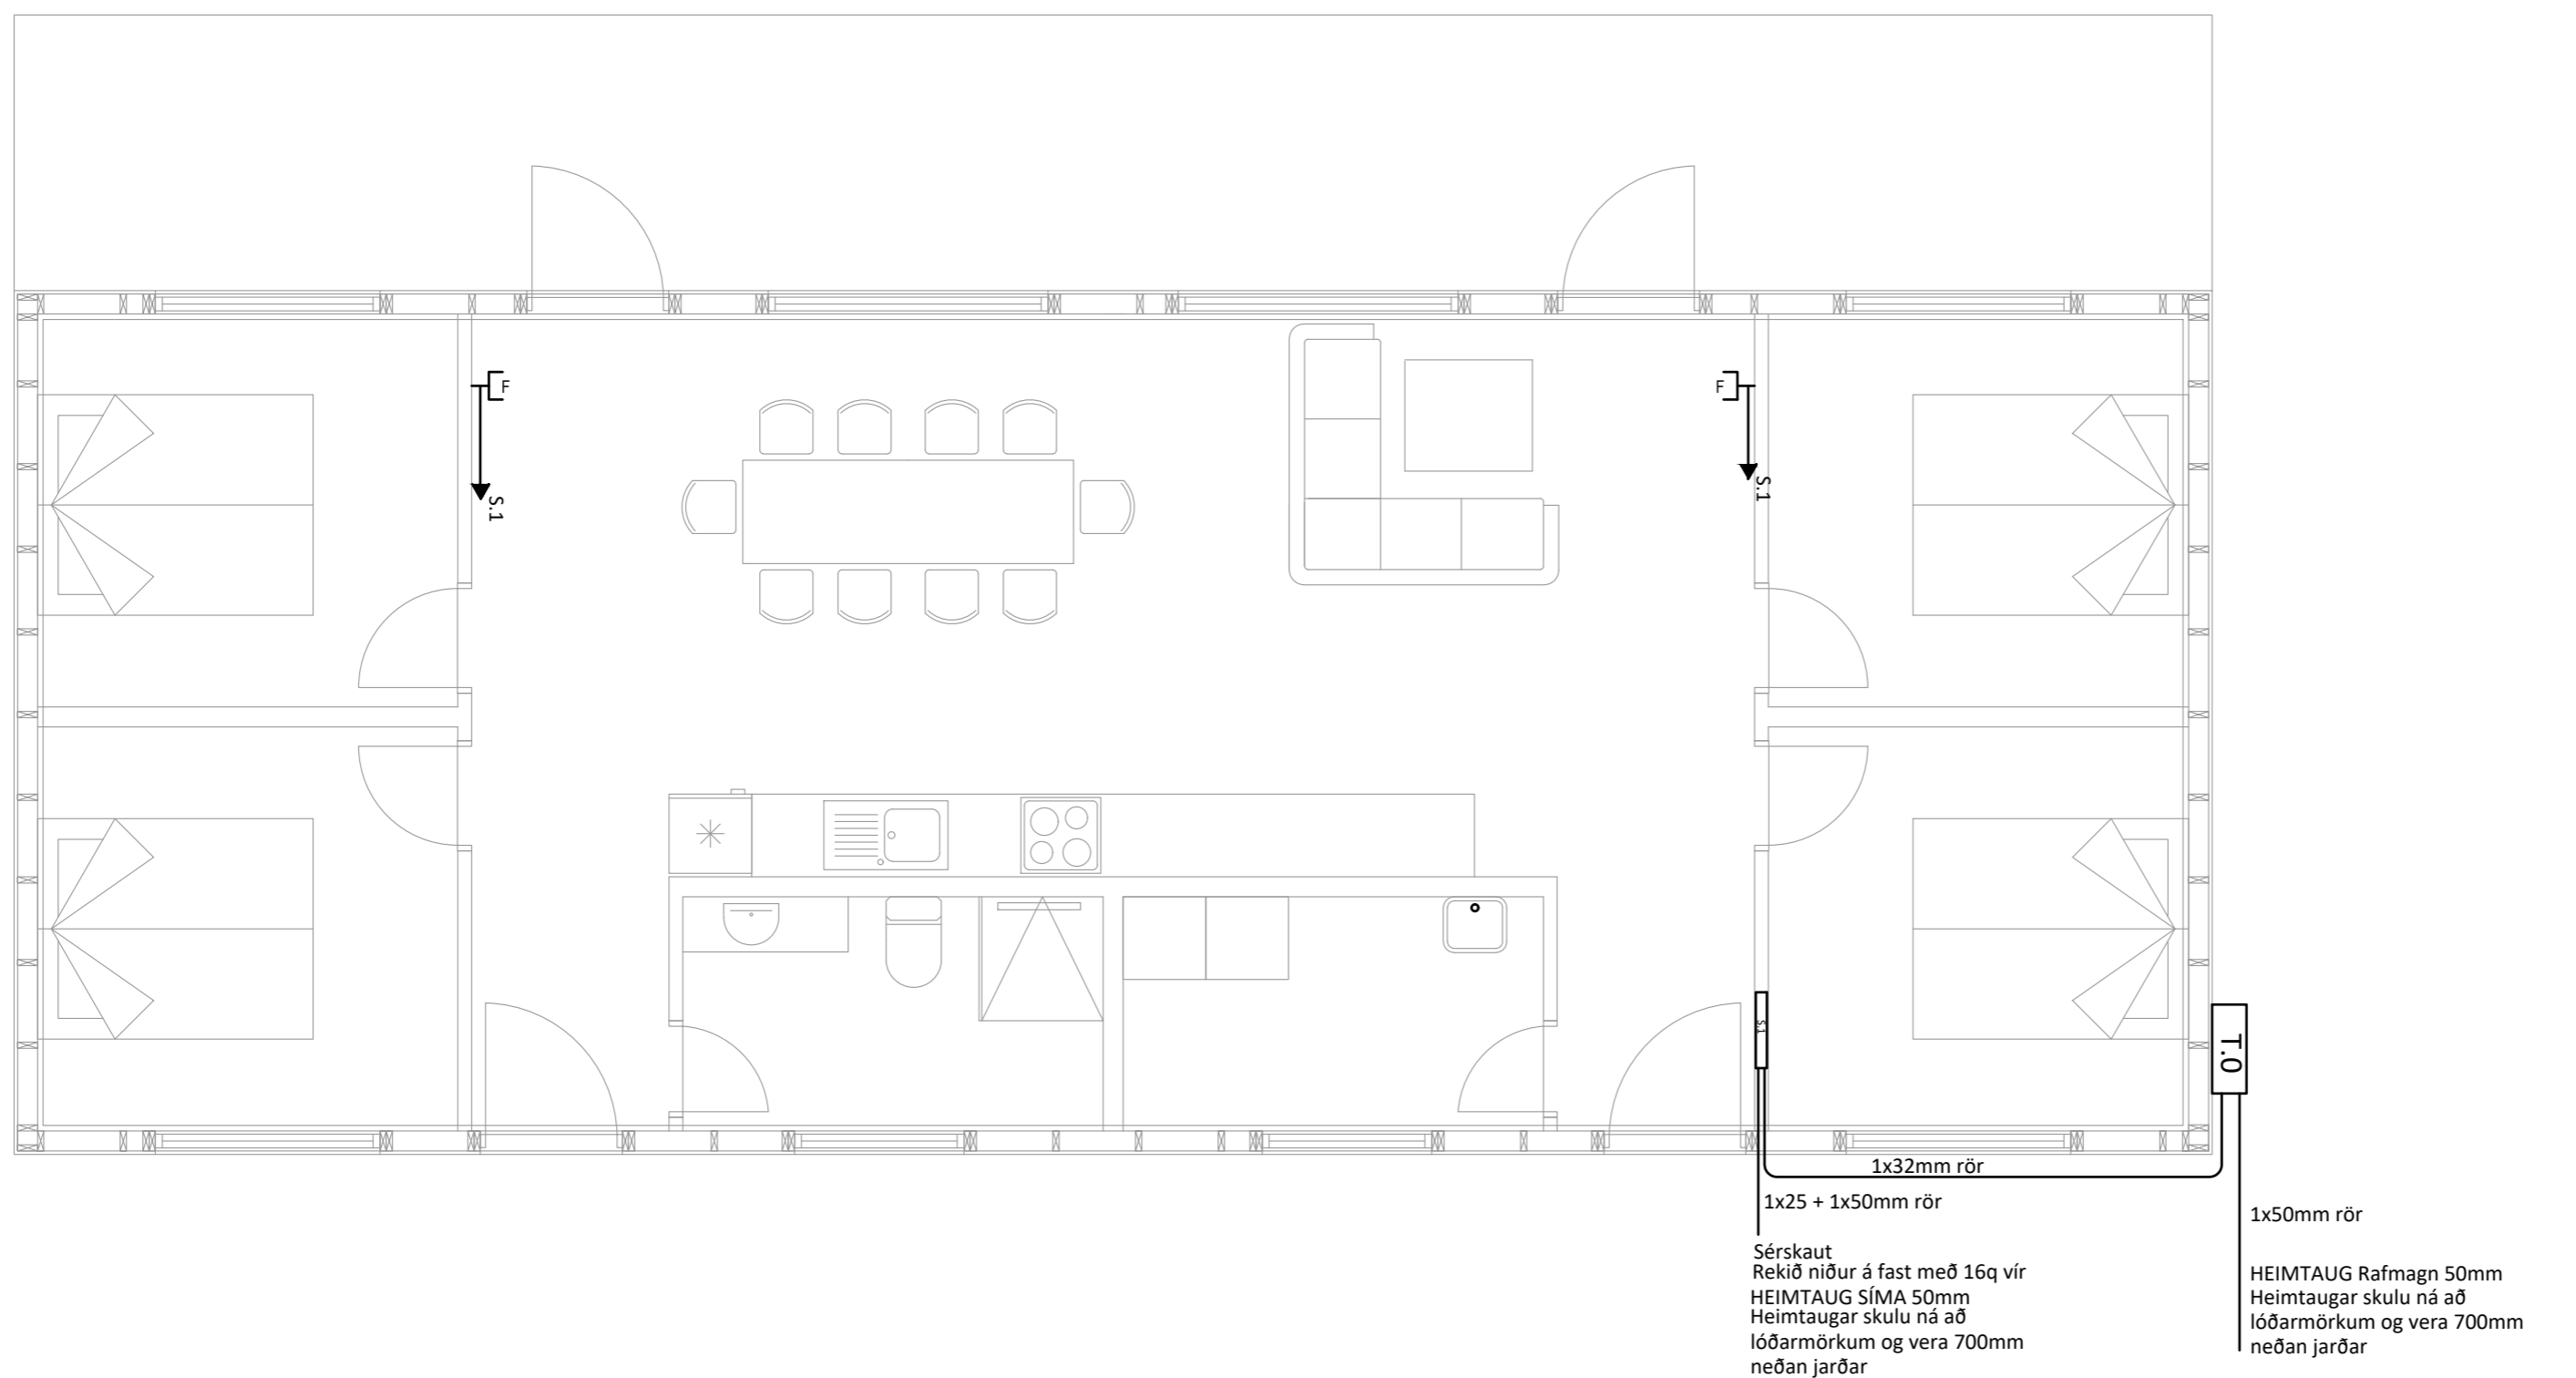 F
F
S.1
S.1
S.1
T.0
1x32mm rör
1x25 + 1x50mm rör
Sérskaut
Rekið niður á fast með 16q vír
HEIMTAUG SÍMA 50mm
Heimtaugar skulu ná að
lóðarmörkum og vera 700mm
neðan jarðar
1x50mm rör
HEIMTAUG Rafmagn 50mm
Heimtaugar skulu ná að
lóðarmörkum og vera 700mm
neðan jarðar